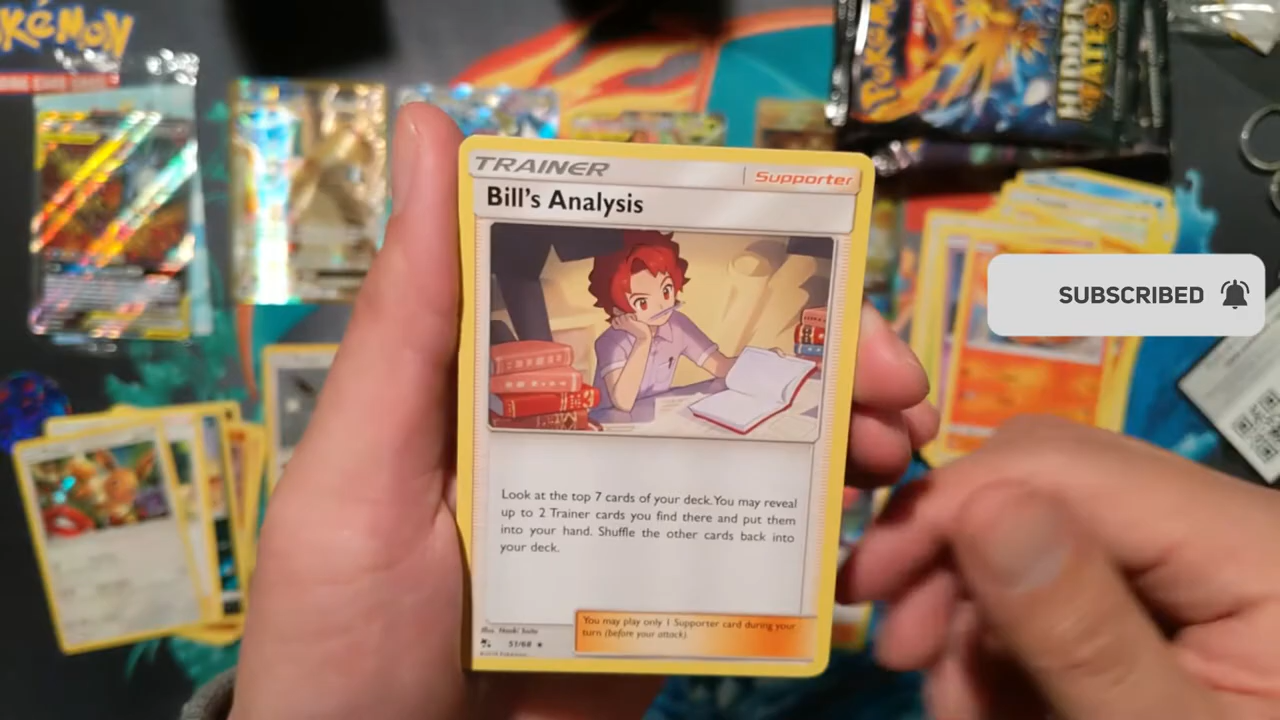 POKÉMON
POKÉMON
HIDDEN
FATES
TRAINER
Supporter
Bill's Analysis
SUBSCRIBED
Look at the top 7 cards of your deck. You may reveal
up to 2 Trainer cards you find there and put them
into your hand. Shuffle the other cards back into
your deck.
You may play only 1 Supporter card during your
turn (before your attack).
51/68